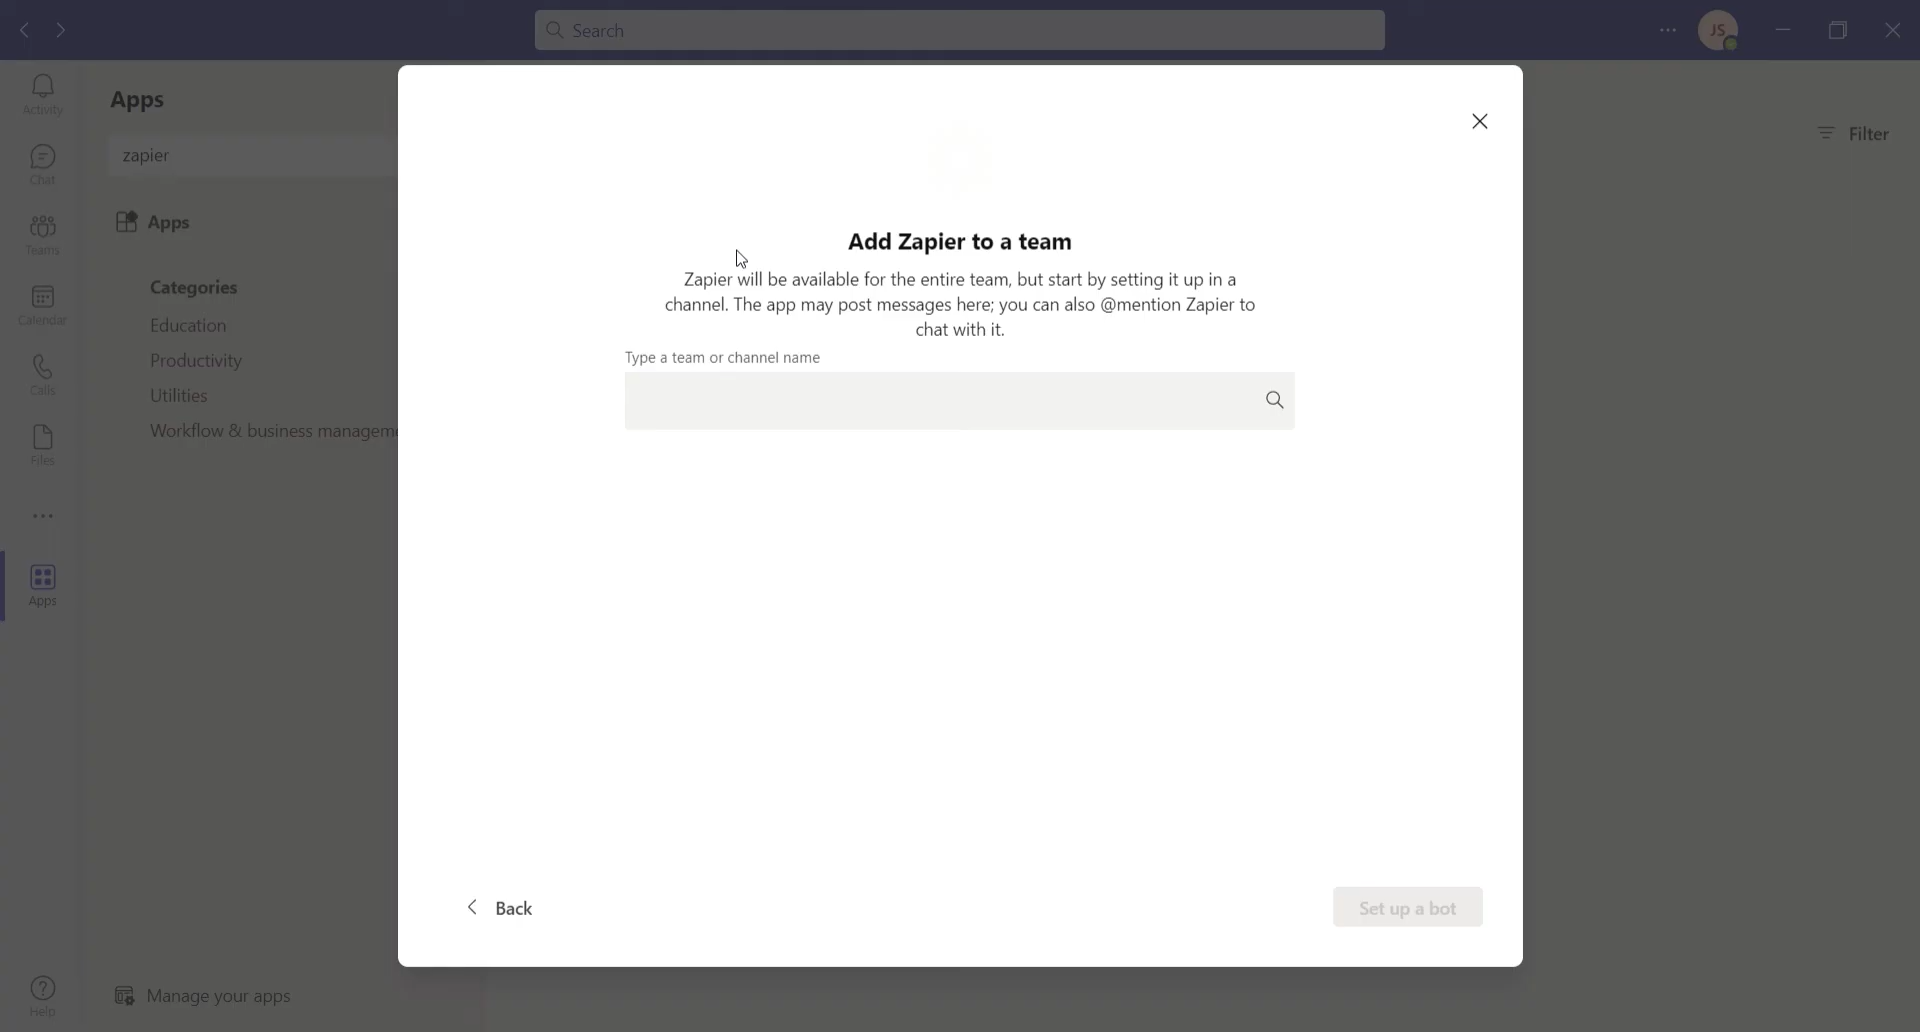 Search
JS
Activity
Chat
Teams
Calendar
Calls
Files
Apps
Help
Apps
zapier
Apps
Categories
Education
Productivity
Utilities
Workflow & business managem
Manage your apps
Filter
Add Zapier to a team
Zapier will be available for the entire team, but start by setting it up in a
channel. The app may post messages here; you can also @mention Zapier to
chat with it.
Type a team or channel name
Back
Set up a bot